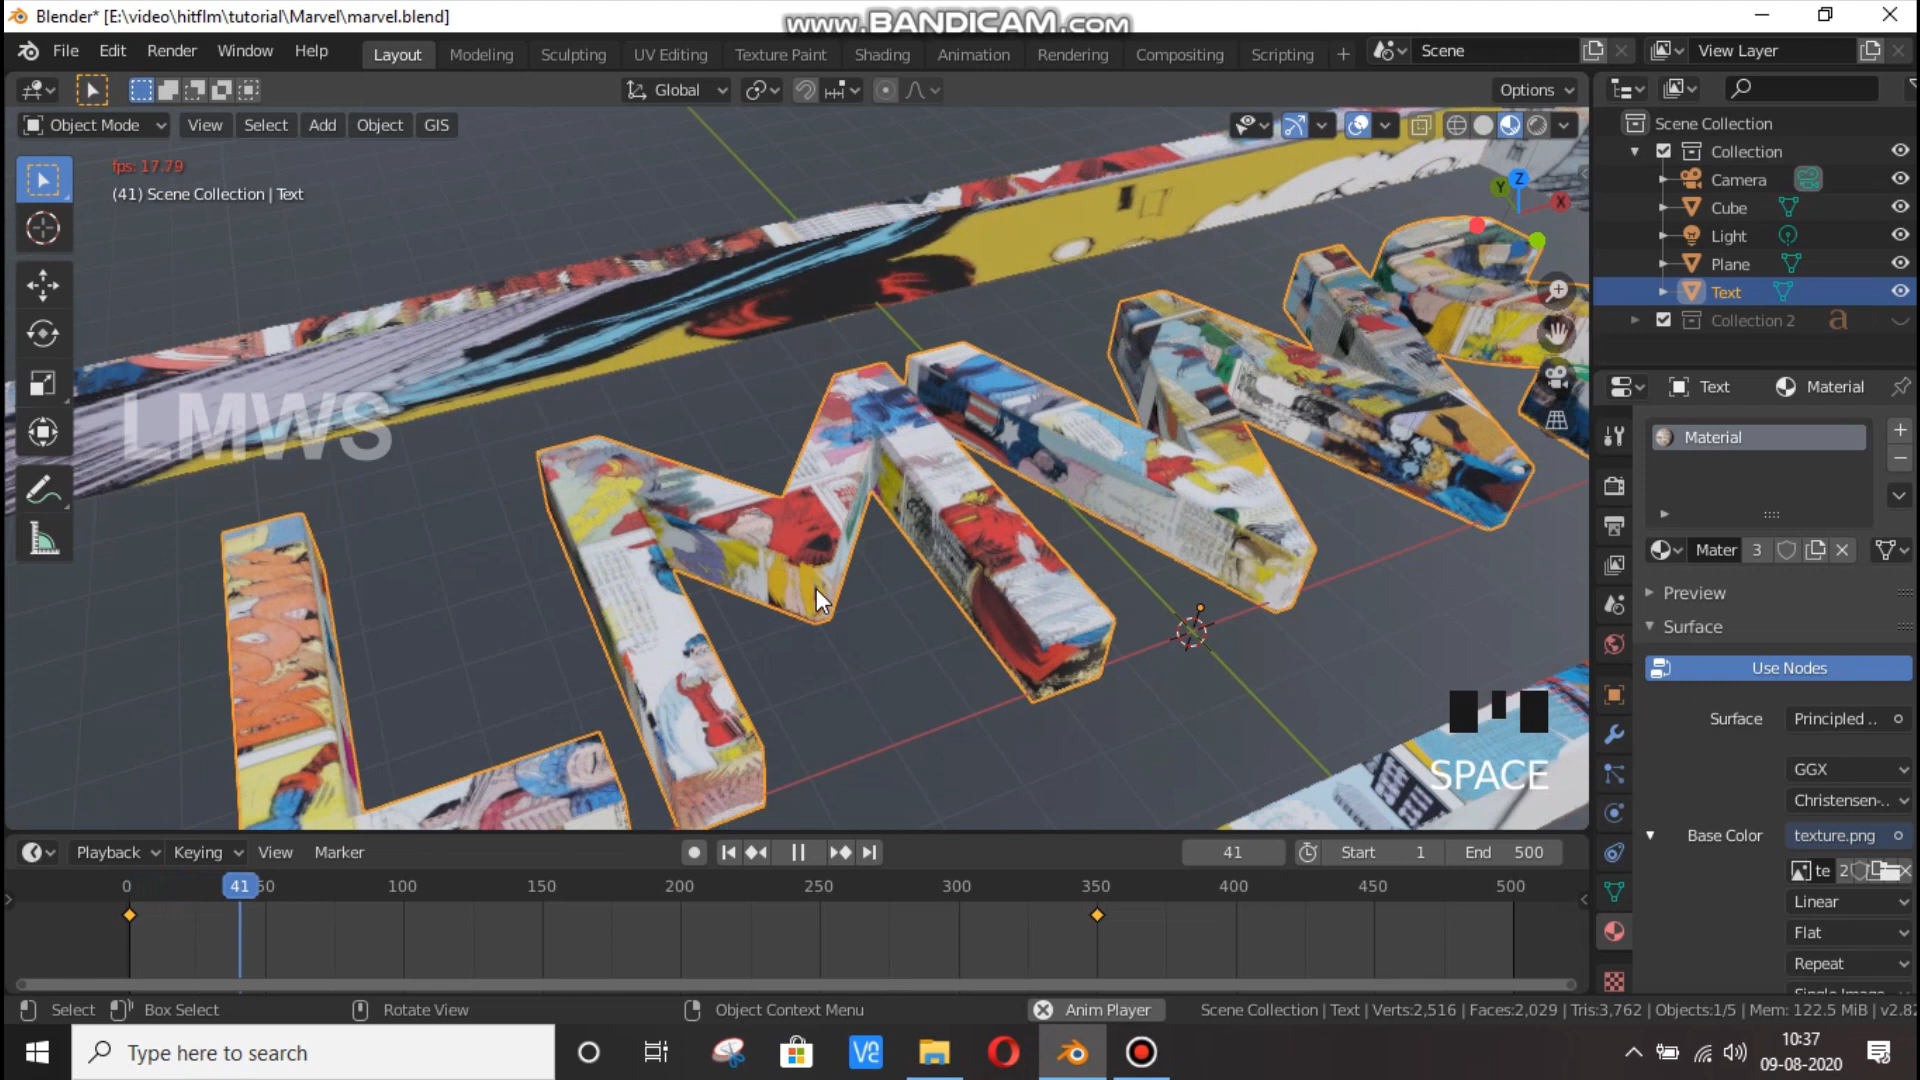 Blender* [E:\video\hitflm\tutorial\Marvel\marvel.blend]
www.BANDICAM.com
File Edit Render Window Help
Layout Modeling Sculpting UV Editing Texture Paint Shading Animation Rendering Compositing Scripting +
Scene
View Layer
Global
Options
Object Mode View Select Add Object GIS
fps: 17.79
(41) Scene Collection | Text
Z
Y
X
LMWS
SPACE
Scene Collection
Collection
Camera
Cube
Light
Plane
Text
Collection 2
Text
Material
Material
Mater 3
Preview
Surface
Use Nodes
Surface Principled ..
GGX
Christensen-..
Base Color texture.png
te 2
Linear
Flat
Repeat
Playback Keying View Marker
41
Start 1
End 500
0 41 50 100 150 200 250 300 350 400 450 500
Select Box Select Rotate View Object Context Menu Anim Player
Scene Collection | Text | Verts:2,516 | Faces:2,029 | Tris:3,762 | Objects:1/5 | Mem: 122.5 MiB | v2.82
Type here to search
10:37
09-08-2020